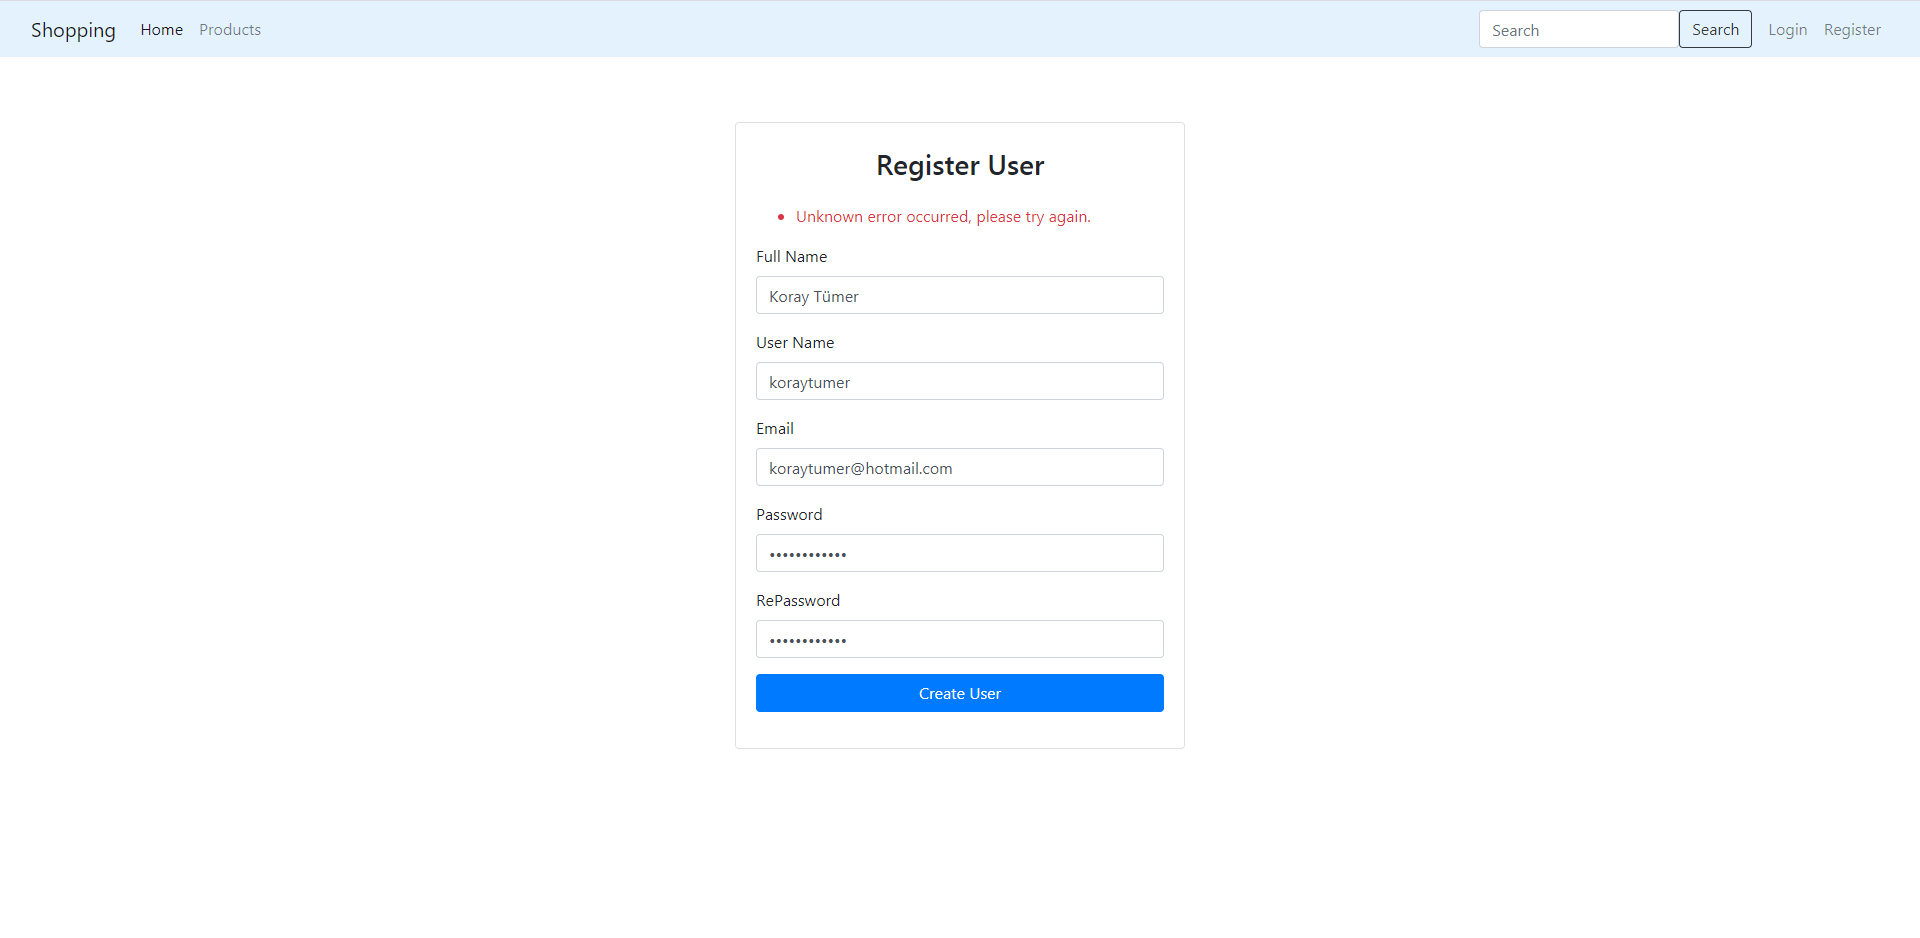 Shopping Home Products Search Search Login Register
Register User
Unknown error occurred, please try again.
Full Name
Koray Tümer
User Name
koraytumer
Email
koraytumer@hotmail.com
Password
••••••••••••
RePassword
••••••••••••
Create User